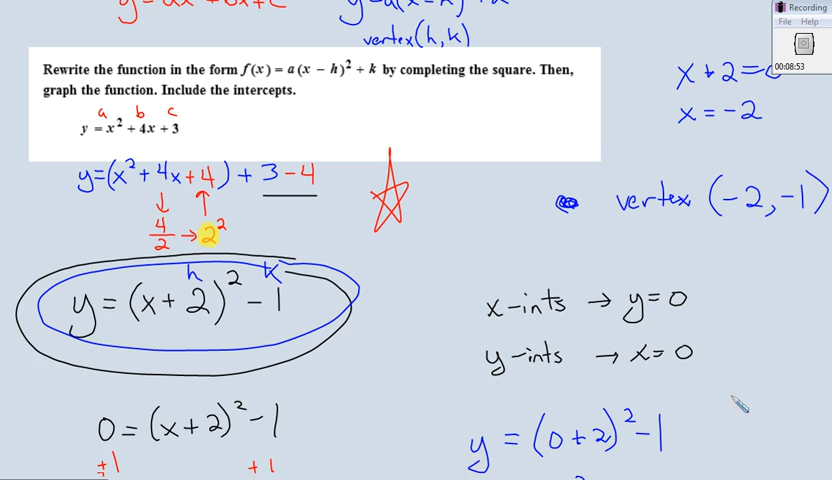 vertex(h, k)
Rewrite the function in the form f(x) = a (x − h)² + k by completing the square. Then,
graph the function. Include the intercepts.
a b c
y = x² + 4x + 3
y=(x²+4x+4) + 3-4
4/2 → 2²
h k
y = (x+2)² - 1
0 = (x+2)² - 1
+1 +1
Recording
File Help
00:08:53
x + 2 = 0
x = -2
vertex (-2, -1)
x-ints → y=0
y-ints → x=0
y = (0+2)² - 1